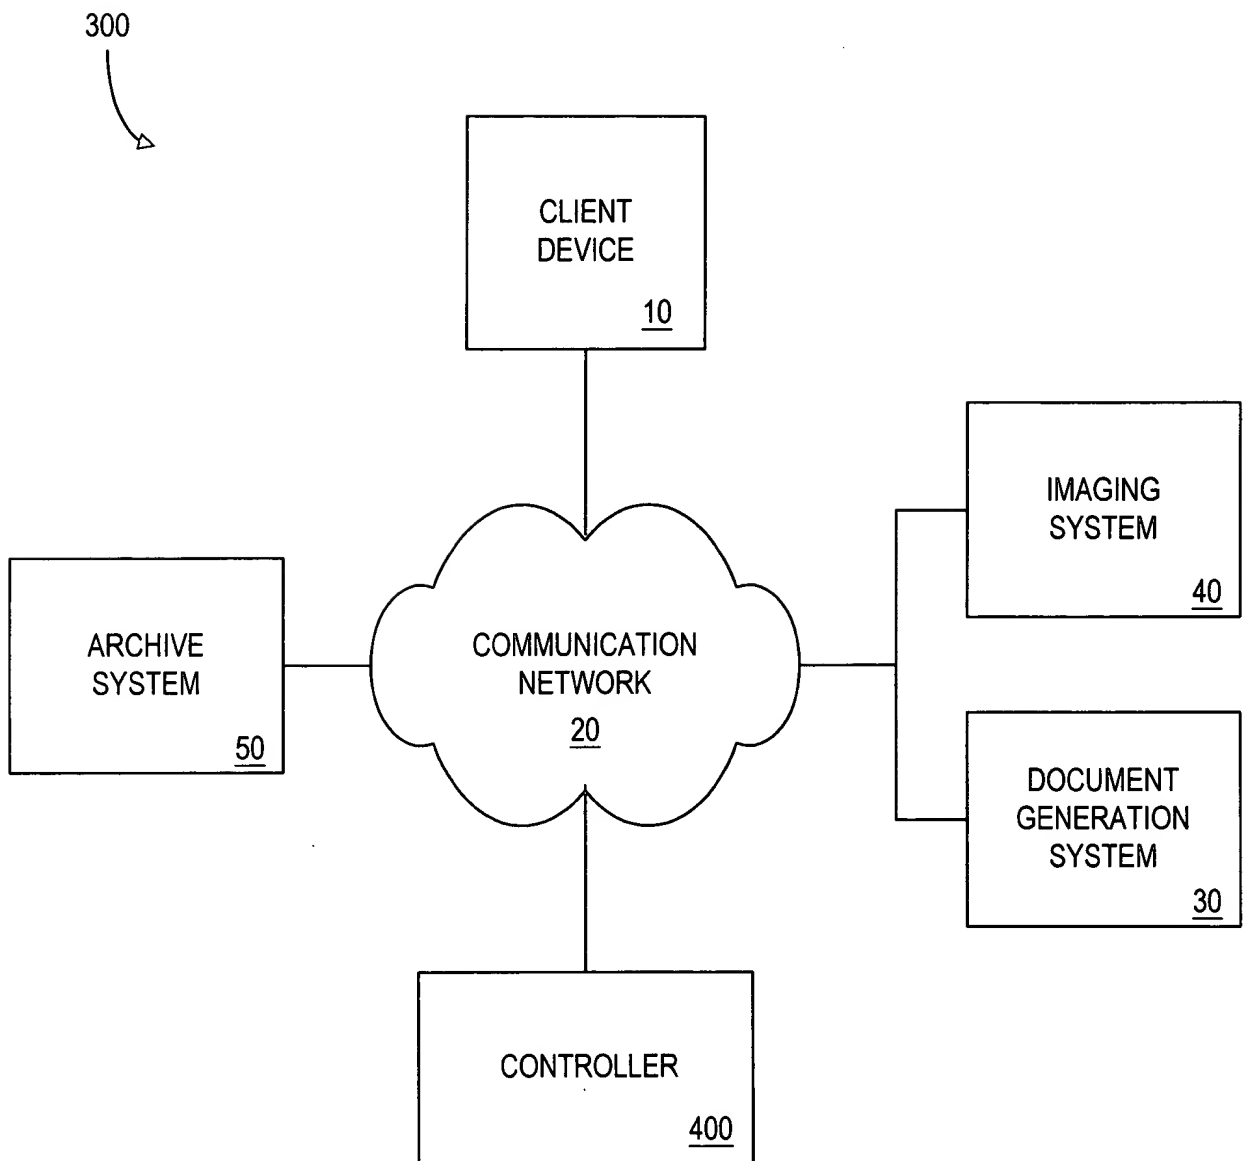 300
CLIENT
DEVICE
10
IMAGING
SYSTEM
40
ARCHIVE
SYSTEM
50
COMMUNICATION
NETWORK
20
DOCUMENT
GENERATION
SYSTEM
30
CONTROLLER
400